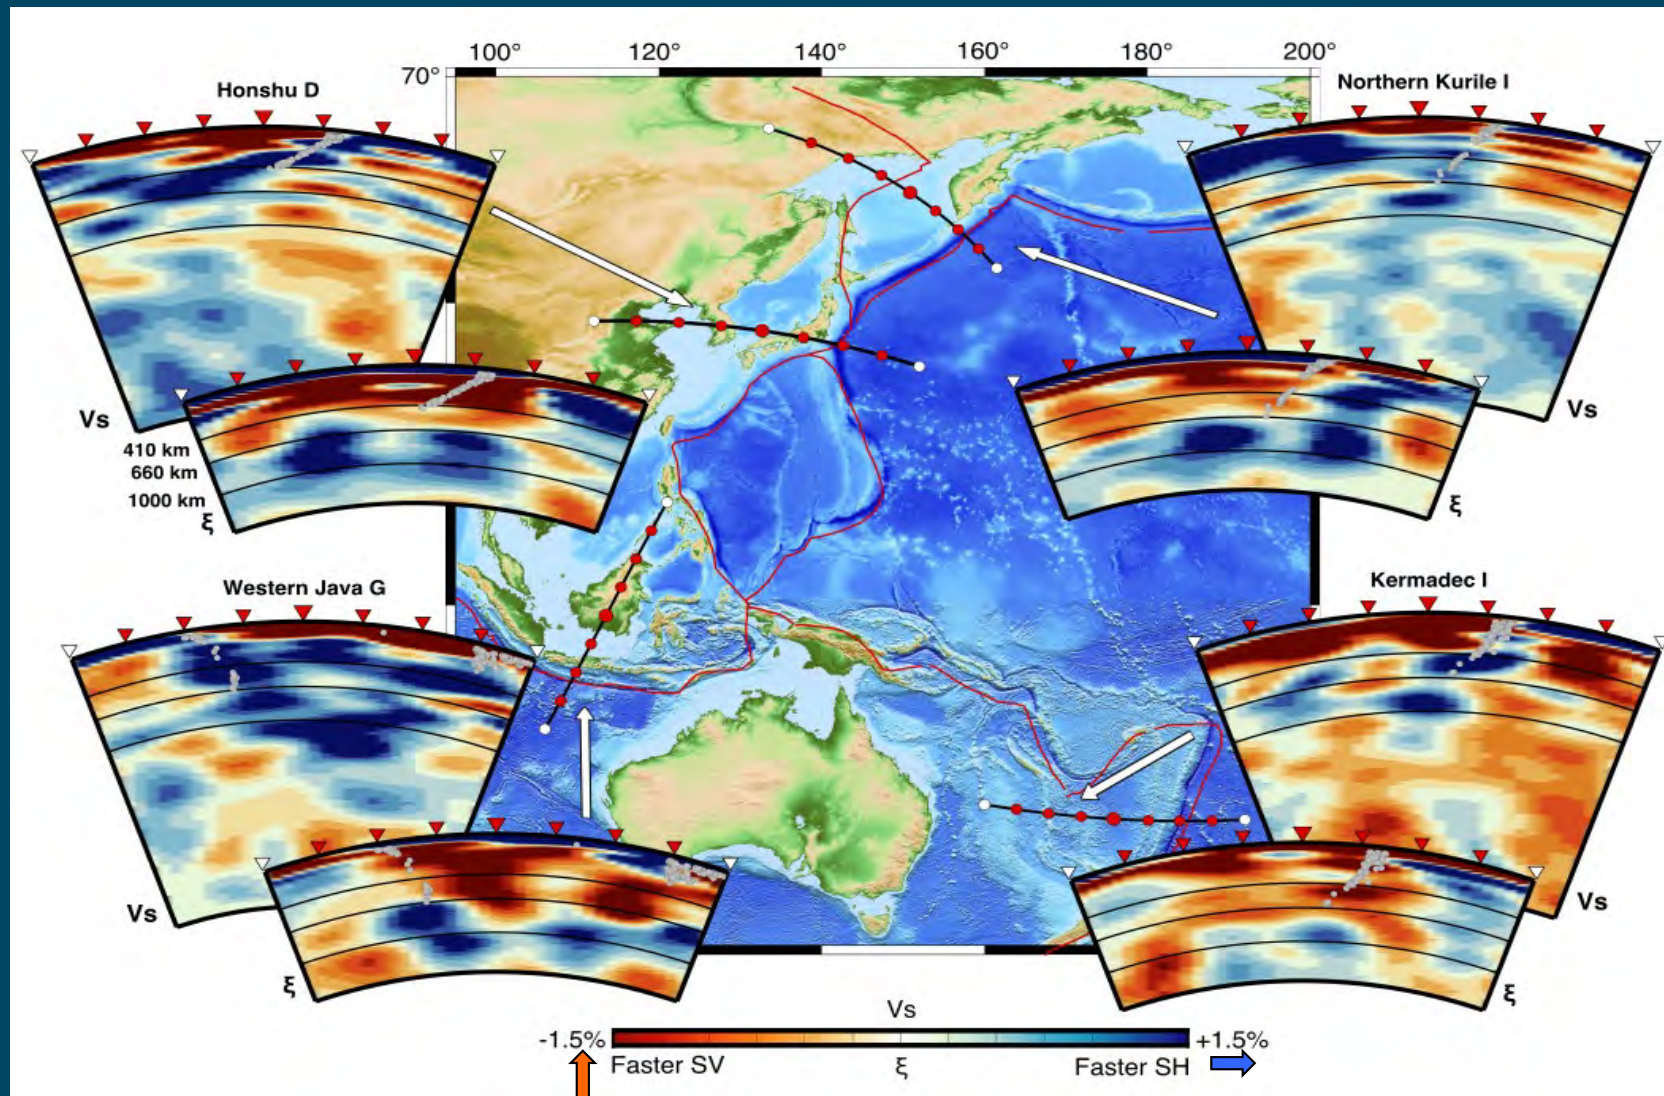 100° 120° 140° 160° 180° 200°
70°
Honshu D
Northern Kurile I
Vs
410 km
660 km
1000 km
ξ
Vs
ξ
Western Java G
Kermadec I
Vs
ξ
Vs
ξ
Vs
-1.5% +1.5%
Faster SV ξ Faster SH